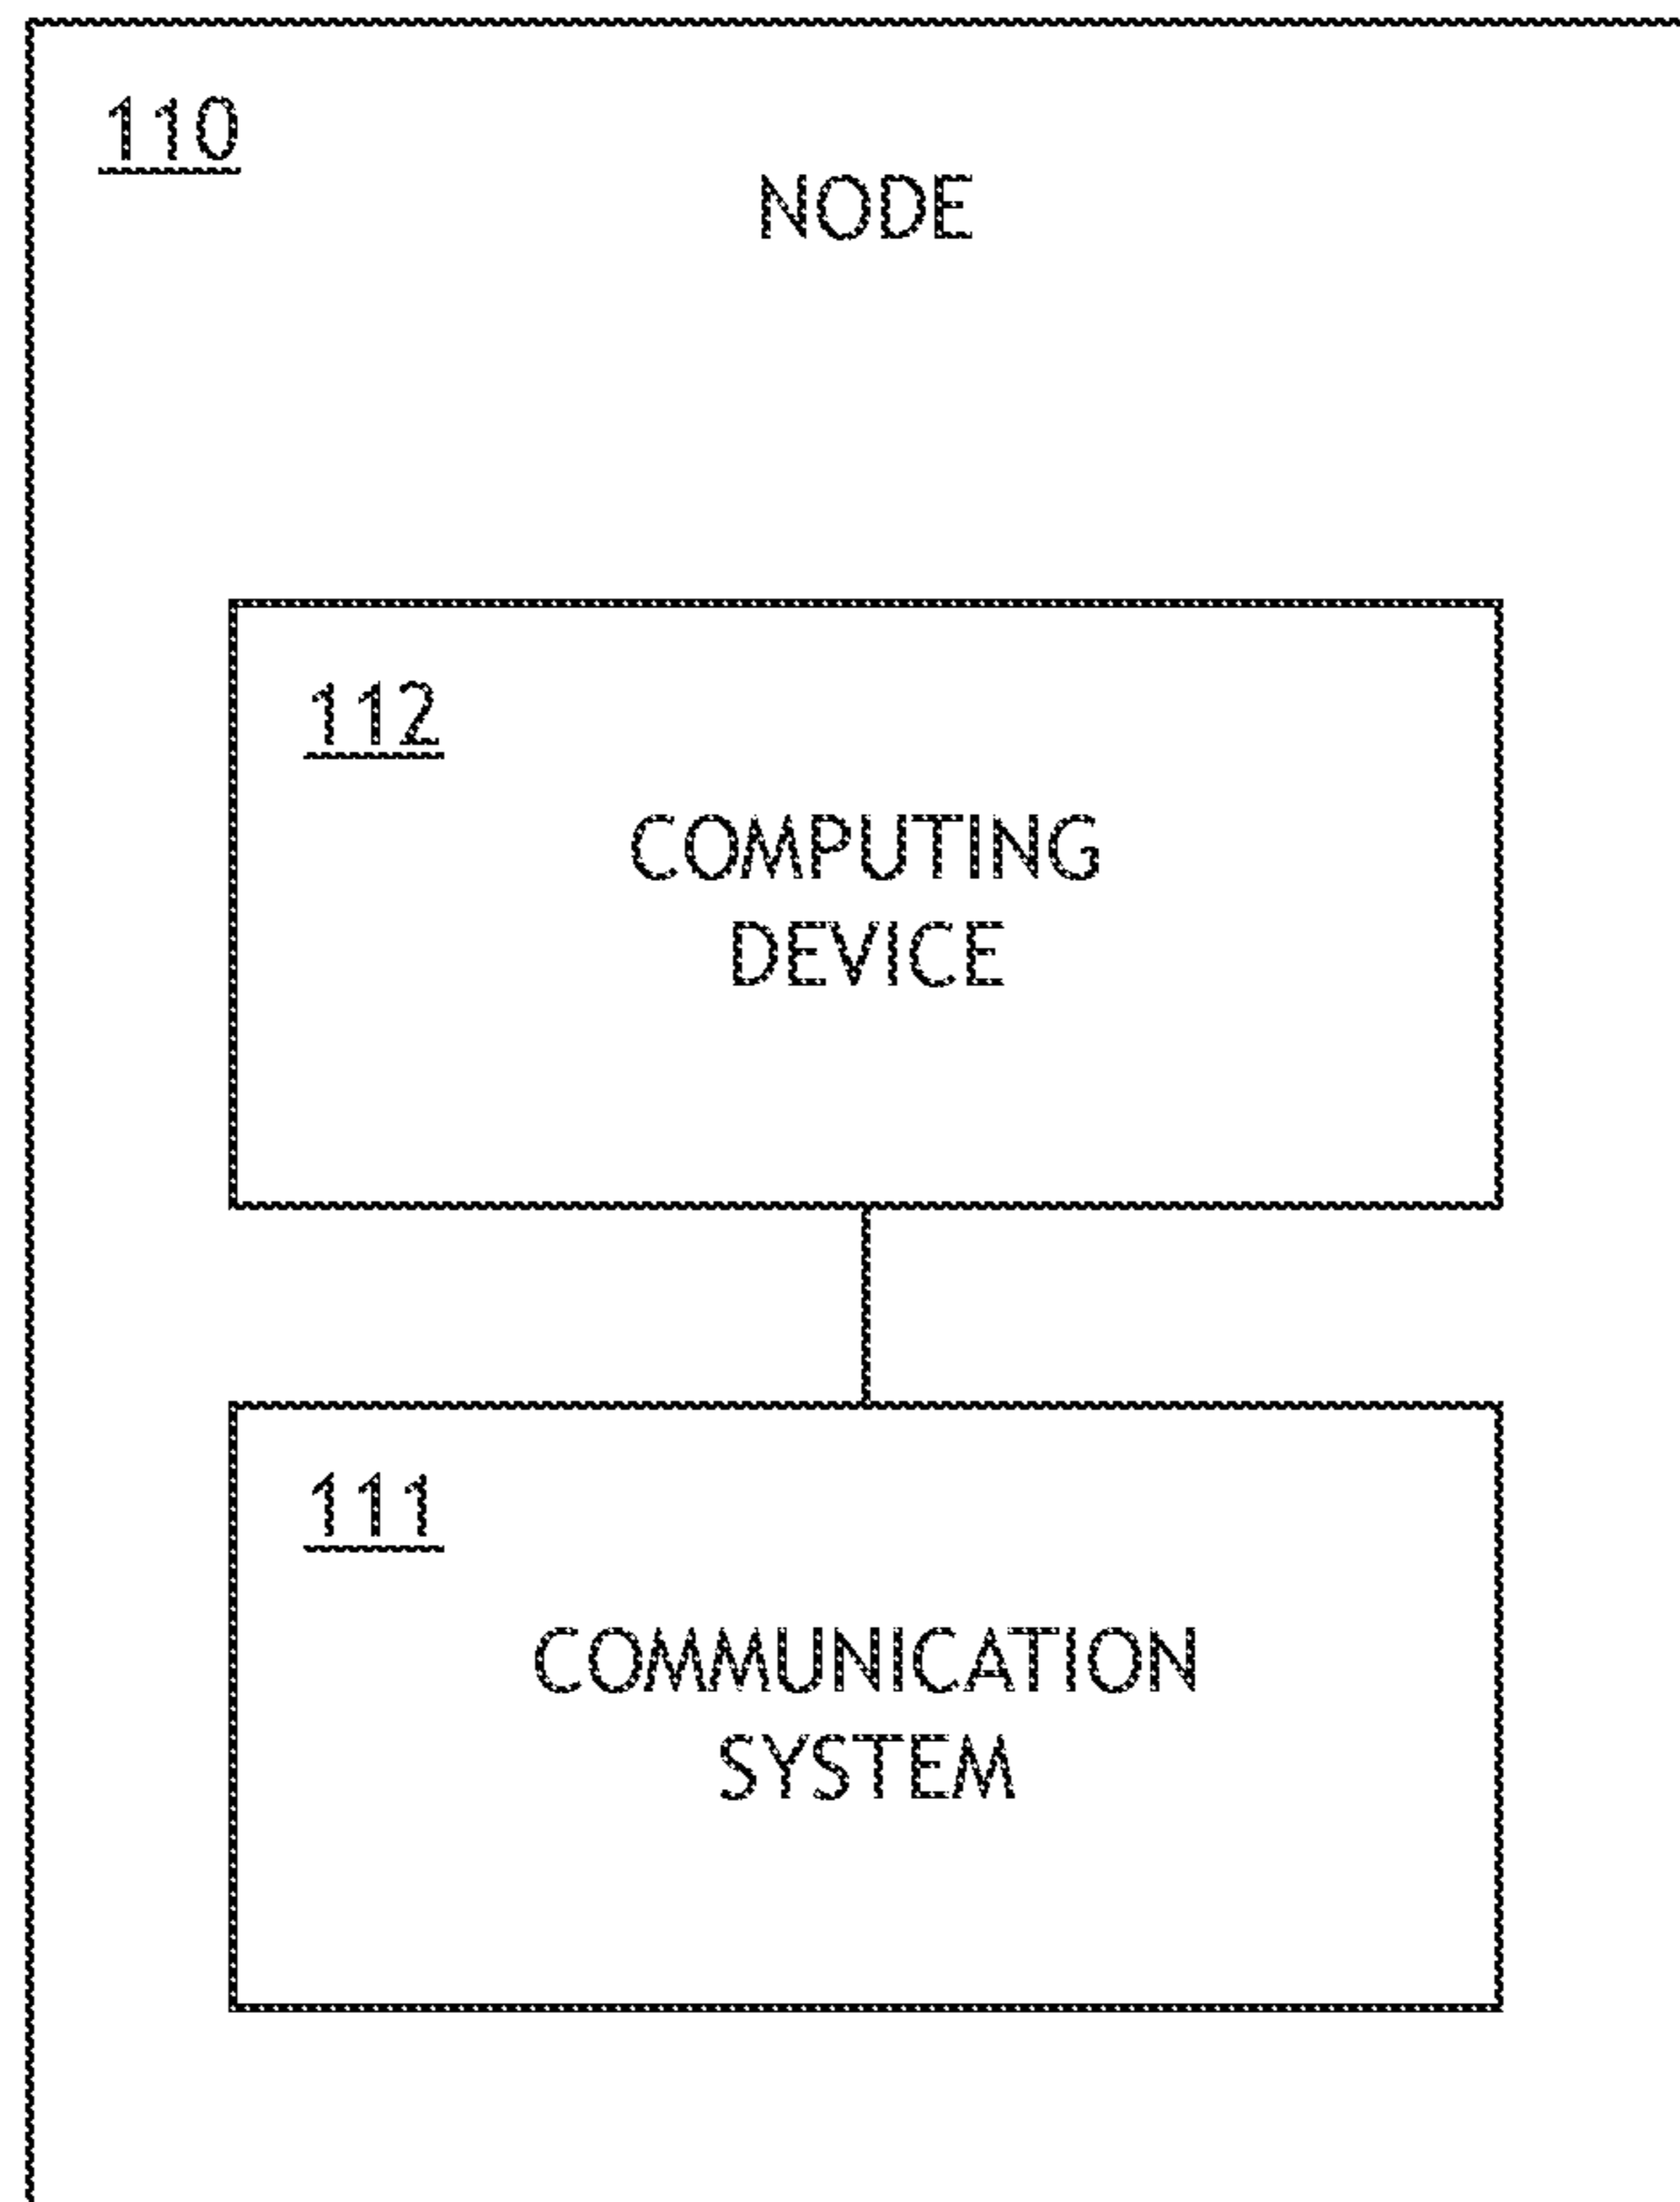 110
NODE
112
COMPUTING
DEVICE
111
COMMUNICATION
SYSTEM